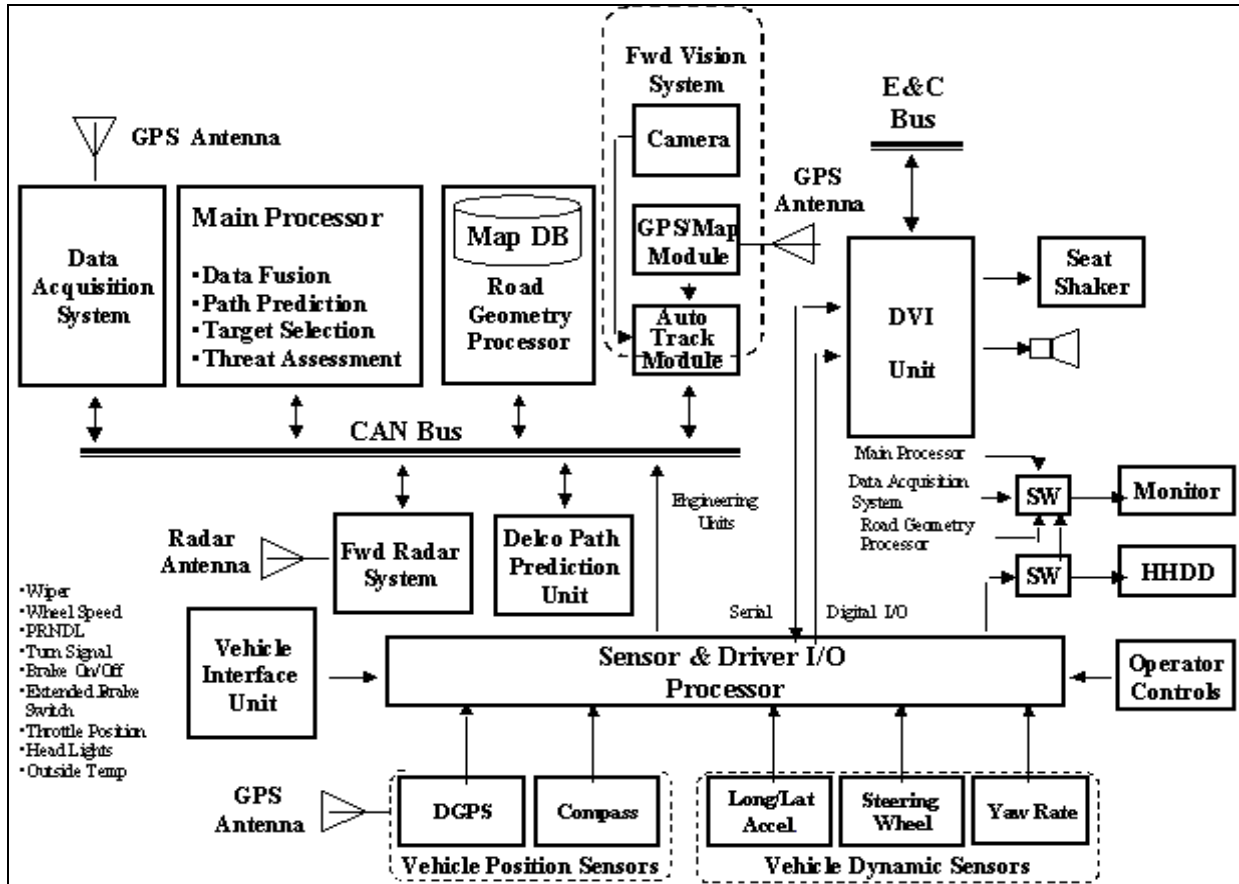 Fwd Vision
System
Camera
GPS/Map
Module
Auto
Track
Module
E&C
Bus
GPS Antenna
GPS
Antenna
Data
Acquisition
System
Main Processor
•Data Fusion
•Path Prediction
•Target Selection
•Threat Assessment
Map DB
Road
Geometry
Processor
DVI
Unit
Seat
Shaker
CAN Bus
Main Processor
Data Acquisition
System
Road Geometry
Processor
SW
Monitor
SW
HHDD
Engineering
Units
Radar
Antenna
Fwd Radar
System
Delco Path
Prediction
Unit
Serial
Digital I/O
•Wiper
•Wheel Speed
•PRNDL
•Turn Signal
•Brake On/Off
•Extended Brake
Switch
•Throttle Position
•Head Lights
•Outside Temp
Vehicle
Interface
Unit
Sensor & Driver I/O
Processor
Operator
Controls
GPS
Antenna
DGPS
Compass
Vehicle Position Sensors
Long/Lat
Accel.
Steering
Wheel
Yaw Rate
Vehicle Dynamic Sensors